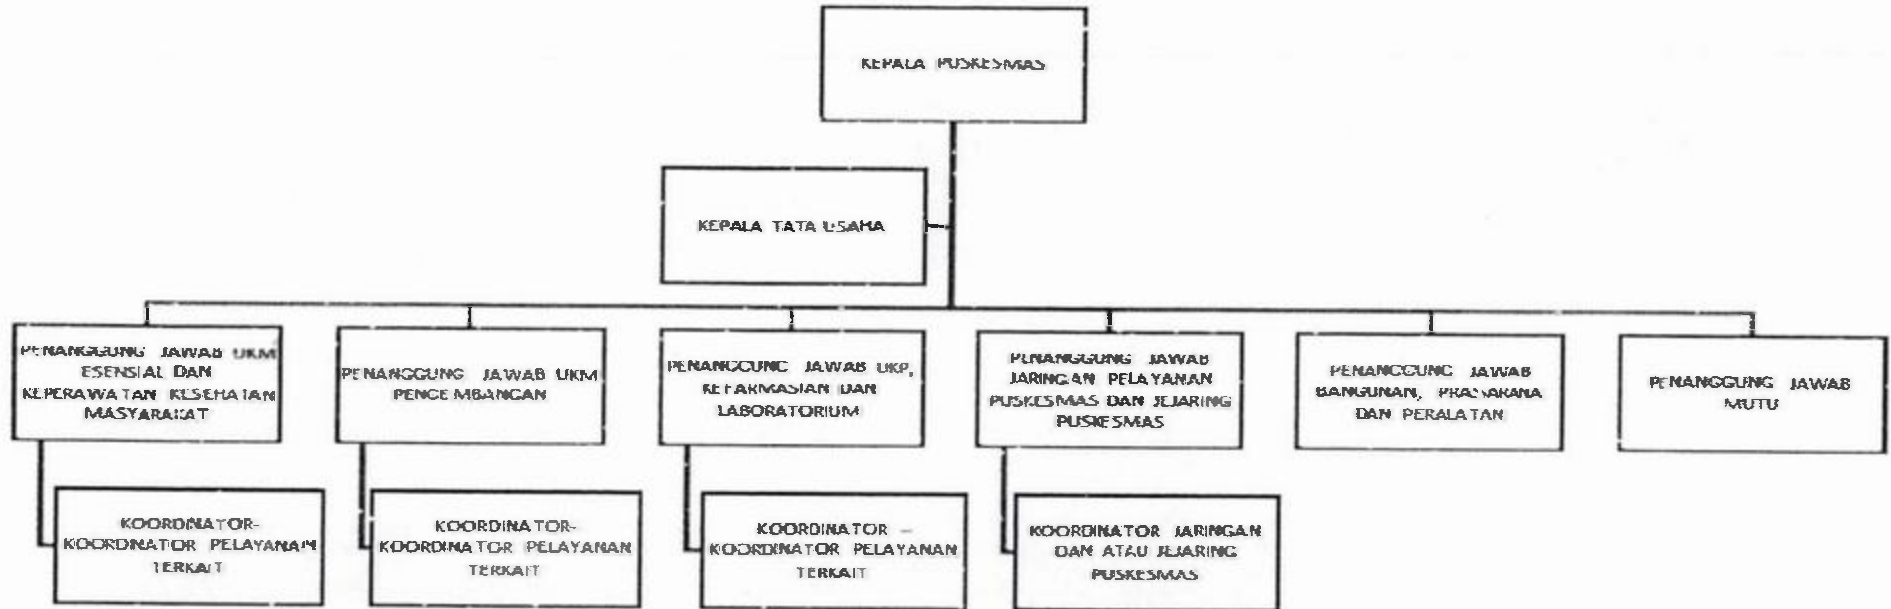 KEPALA PUSKESMAS
KEPALA TATA USAHA
PENANGGUNG JAWAB UKM
ESENSIAL DAN
KEPERAWATAN KESEHATAN
MASYARAKAT
PENANGGUNG JAWAB UKM
PENGEMBANGAN
PENANGGUNG JAWAB UKP,
KEFARMASIAN DAN
LABORATORIUM
PENANGGUNG JAWAB
JARINGAN PELAYANAN
PUSKESMAS DAN JEJARING
PUSKESMAS
PENANGGUNG JAWAB
BANGUNAN, PRASARANA
DAN PERALATAN
PENANGGUNG JAWAB
MUTU
KOORDINATOR-
KOORDINATOR PELAYANAN
TERKAIT
KOORDINATOR-
KOORDINATOR PELAYANAN
TERKAIT
KOORDINATOR –
KOORDINATOR PELAYANAN
TERKAIT
KOORDINATOR JARINGAN
DAN ATAU JEJARING
PUSKESMAS